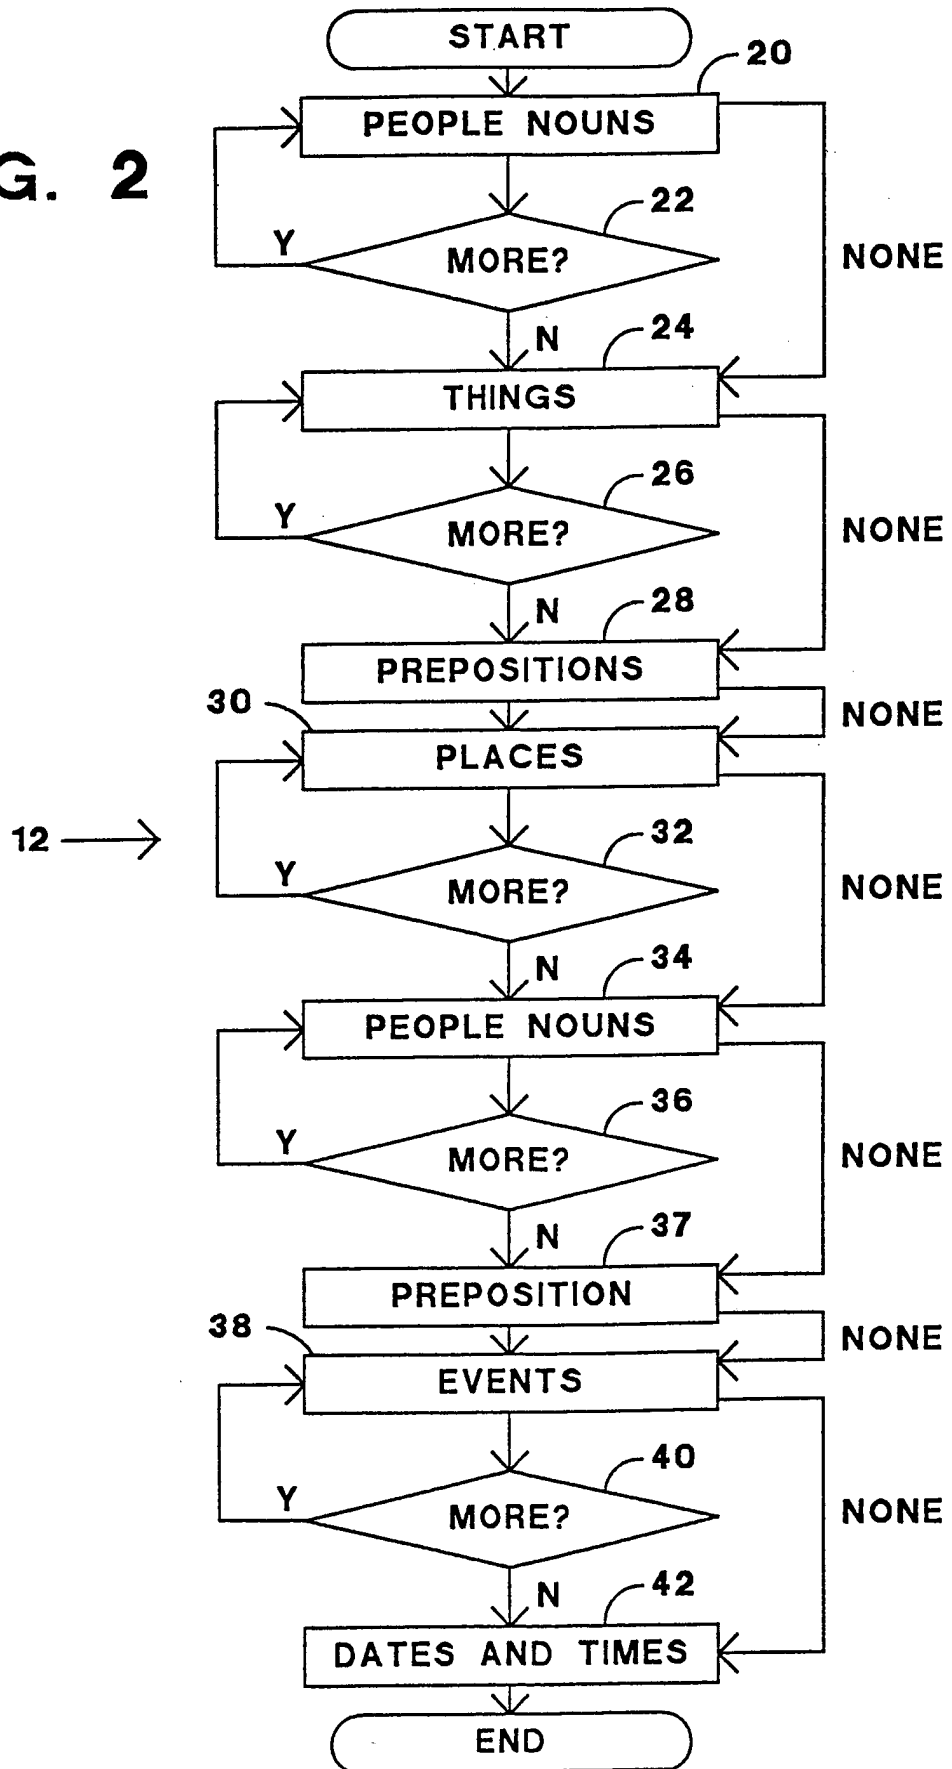 START
20
PEOPLE NOUNS
G. 2
22
Y
MORE?
NONE
N
24
THINGS
26
Y
MORE?
NONE
N
28
PREPOSITIONS
30
NONE
PLACES
12
32
Y
MORE?
NONE
N
34
PEOPLE NOUNS
36
Y
MORE?
NONE
N
37
PREPOSITION
38
NONE
EVENTS
40
Y
MORE?
NONE
N
42
DATES AND TIMES
END